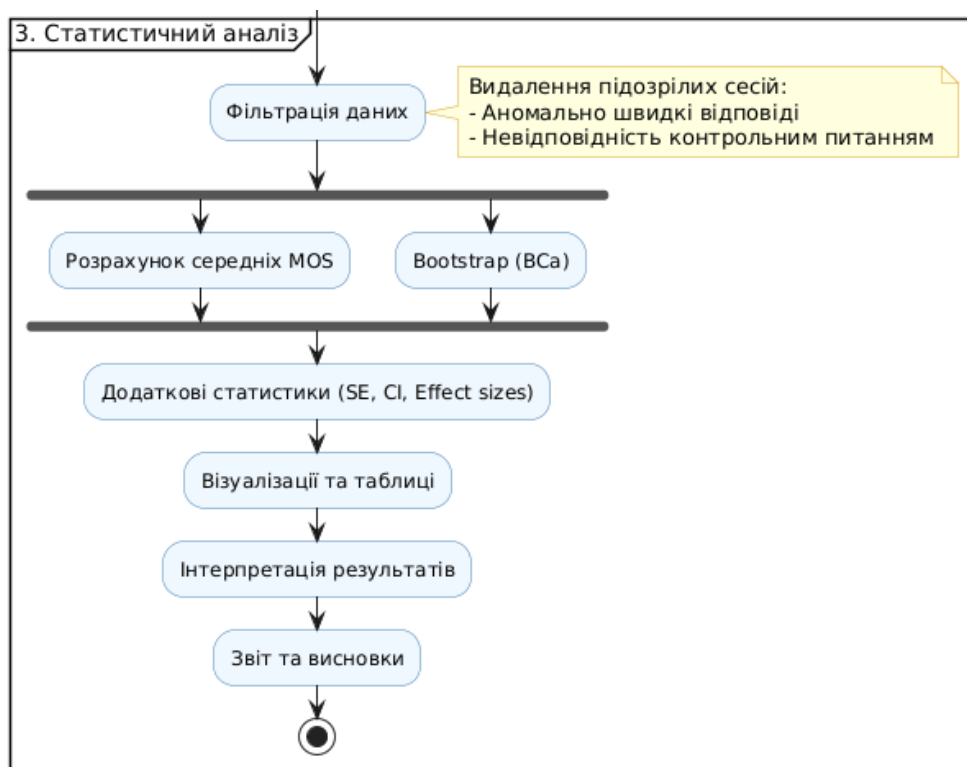 3. Статистичний аналіз
Фільтрація даних
Видалення підозрілих сесій:
- Аномально швидкі відповіді
- Невідповідність контрольним питанням
Розрахунок середніх MOS
Bootstrap (BCa)
Додаткові статистики (SE, CI, Effect sizes)
Візуалізації та таблиці
Інтерпретація результатів
Звіт та висновки